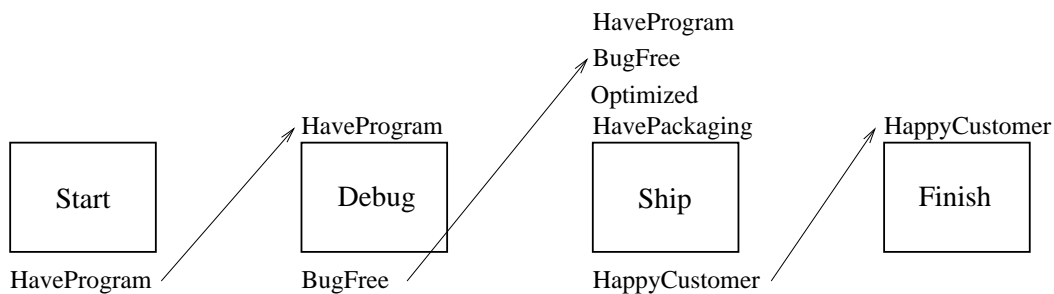 HaveProgram
BugFree
Optimized
HaveProgram
HavePackaging
HappyCustomer
Start
Debug
Ship
Finish
HaveProgram
BugFree
HappyCustomer